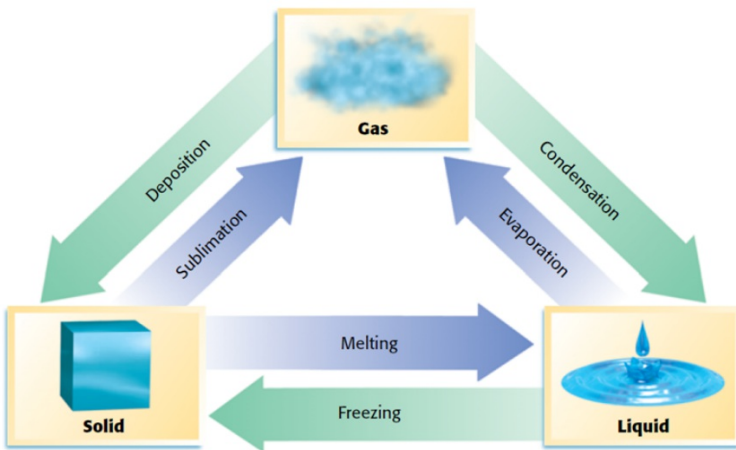 Gas
Deposition
Condensation
Sublimation
Evaporation
Melting
Freezing
Solid
Liquid